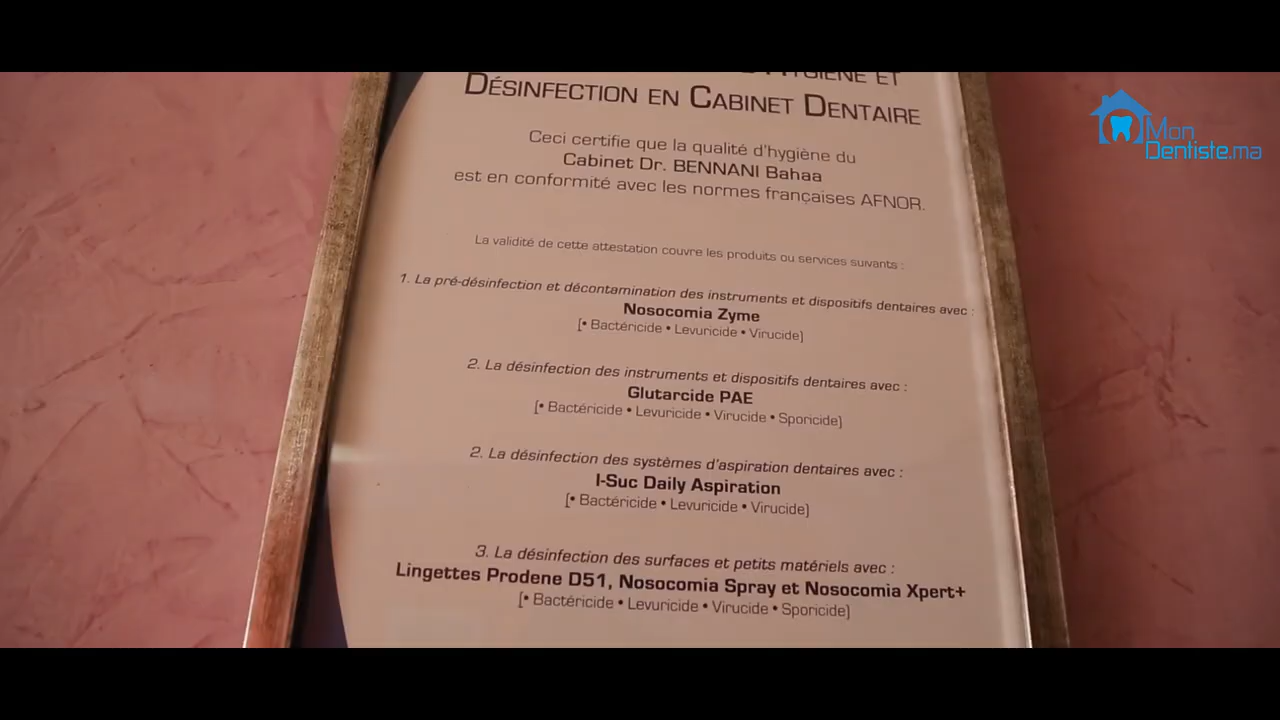 HYGIÈNE ET
DÉSINFECTION EN CABINET DENTAIRE
Mon
Dentiste.ma
Ceci certifie que la qualité d'hygiène du
Cabinet Dr. BENNANI Bahaa
est en conformité avec les normes françaises AFNOR.
La validité de cette attestation couvre les produits ou services suivants :
1. La pré-désinfection et décontamination des instruments et dispositifs dentaires avec :
Nosocomia Zyme
[• Bactéricide • Levuricide • Virucide]
2. La désinfection des instruments et dispositifs dentaires avec :
Glutarcide PAE
[• Bactéricide • Levuricide • Virucide • Sporicide]
2. La désinfection des systèmes d'aspiration dentaires avec :
I-Suc Daily Aspiration
[• Bactéricide • Levuricide • Virucide]
3. La désinfection des surfaces et petits matériels avec :
Lingettes Prodene D51, Nosocomia Spray et Nosocomia Xpert+
[• Bactéricide • Levuricide • Virucide • Sporicide]